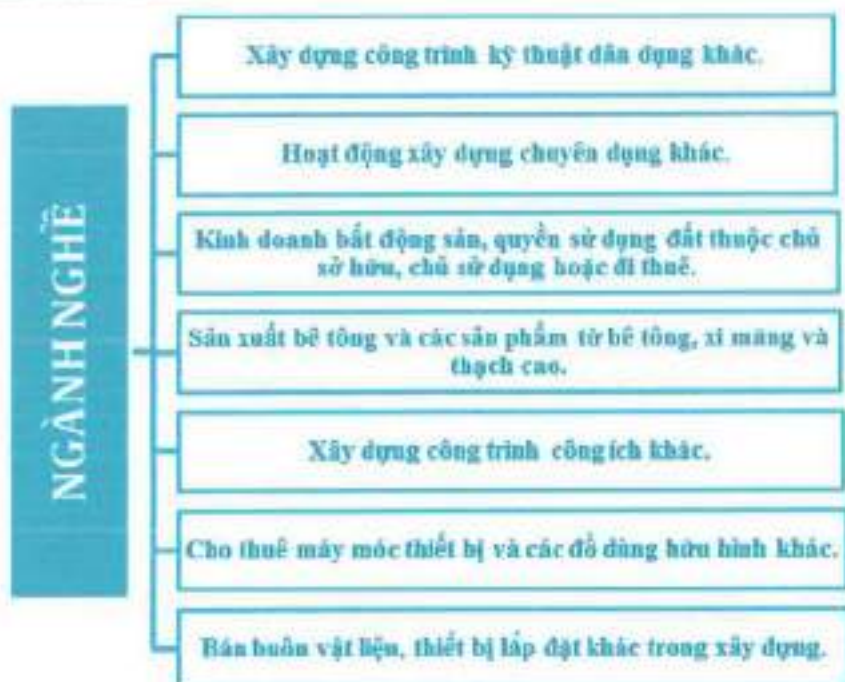 NGÀNH NGHỀ
Xây dựng công trình kỹ thuật dân dụng khác.
Hoạt động xây dựng chuyên dụng khác.
Kinh doanh bất động sản, quyền sử dụng đất thuộc chủ
sở hữu, chủ sử dụng hoặc đi thuê.
Sản xuất bê tông và các sản phẩm từ bê tông, xi măng và
thạch cao.
Xây dựng công trình công ích khác.
Cho thuê máy móc thiết bị và các đồ dùng hữu hình khác.
Bán buôn vật liệu, thiết bị lắp đặt khác trong xây dựng.